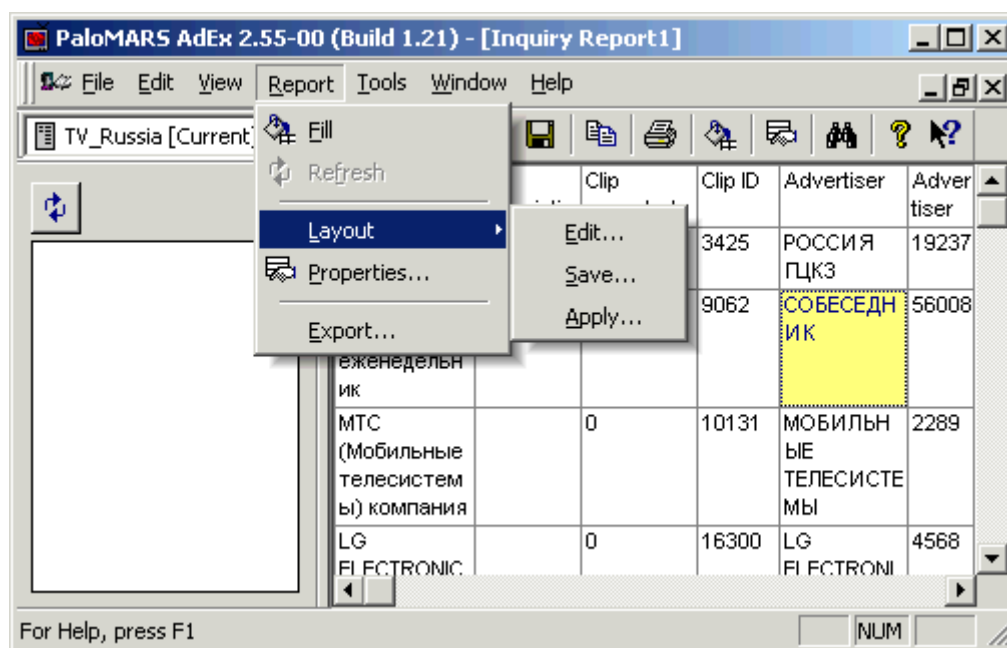 PaloMARS AdEx 2.55-00 (Build 1.21) - [Inquiry Report1]
File Edit View Report Tools Window Help
TV_Russia [Current]
Fill
Refresh
Layout
Properties...
Export...
Edit...
Save...
Apply...
Clip
Clip ID
Advertiser
Adver
tiser
3425
РОССИЯ
ПЦКЗ
19237
9062
СОБЕСЕДН
ИК
56008
еженедельн
ик
МТС
(Мобильные
телесистем
ы) компания
0
10131
МОБИЛЬН
ЫЕ
ТЕЛЕСИСТЕ
МЫ
2289
LG
ELECTRONIC
0
16300
LG
ELECTRONI
4568
For Help, press F1
NUM